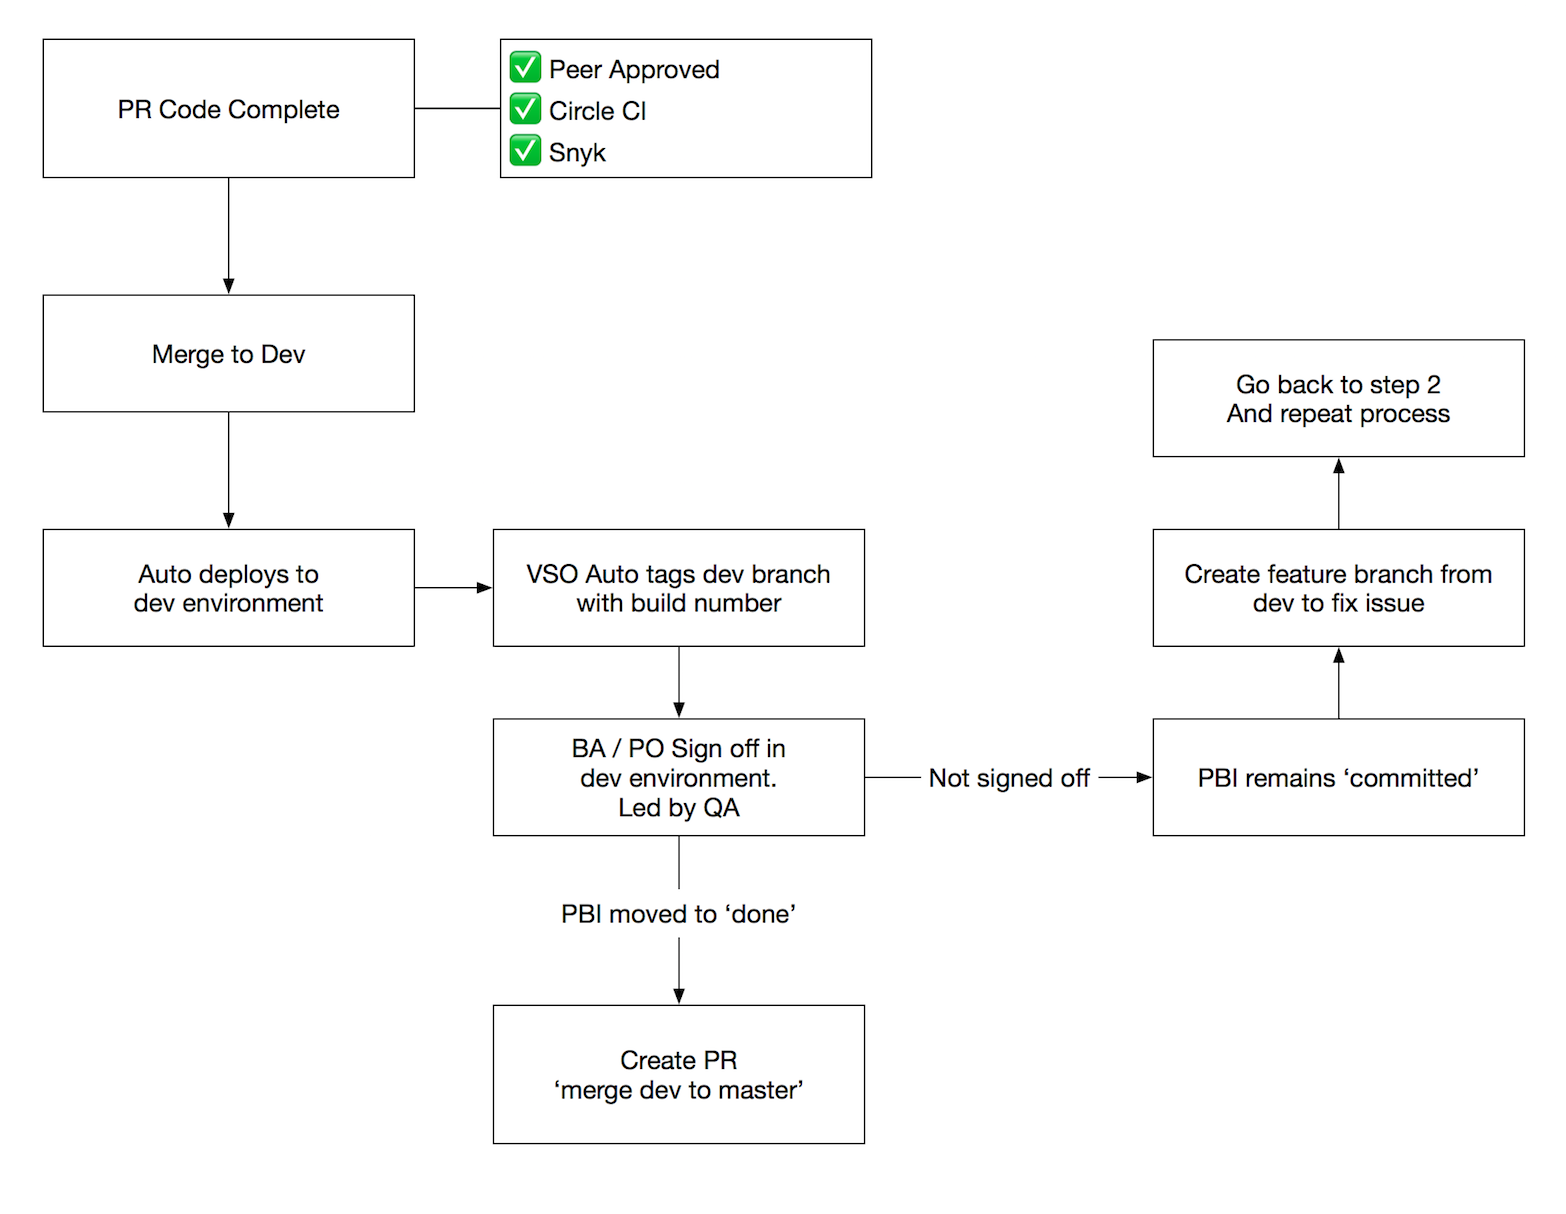 PR Code Complete
✅ Peer Approved
✅ Circle CI
✅ Snyk
Merge to Dev
Auto deploys to
dev environment
VSO Auto tags dev branch
with build number
BA / PO Sign off in
dev environment.
Led by QA
Not signed off
PBI remains ‘committed’
Create feature branch from
dev to fix issue
Go back to step 2
And repeat process
PBI moved to ‘done’
Create PR
‘merge dev to master’